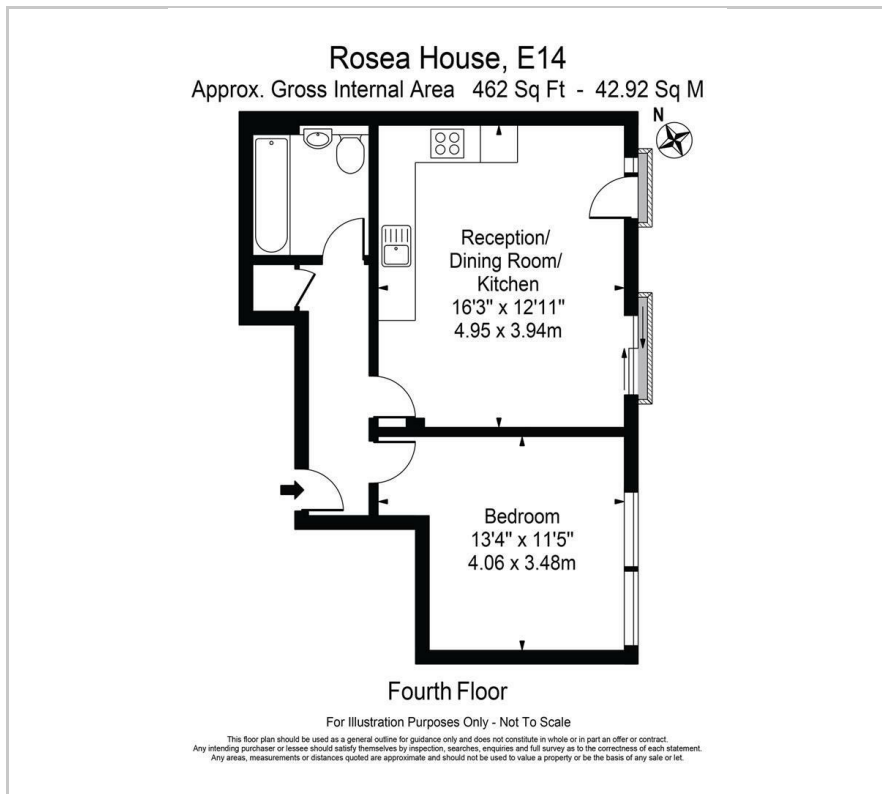 Rosea House, E14
Approx. Gross Internal Area 462 Sq Ft - 42.92 Sq M
N
Reception/
Dining Room/
Kitchen
16'3" x 12'11"
4.95 x 3.94m
Bedroom
13'4" x 11'5"
4.06 x 3.48m
Fourth Floor
For Illustration Purposes Only - Not To Scale
This floor plan should be used as a general outline for guidance only and does not constitute in whole or in part an offer or contract.
Any intending purchaser or lessee should satisfy themselves by inspection, searches, enquiries and full survey as to the correctness of each statement.
Any areas, measurements or distances quoted are approximate and should not be used to value a property or be the basis of any sale or let.